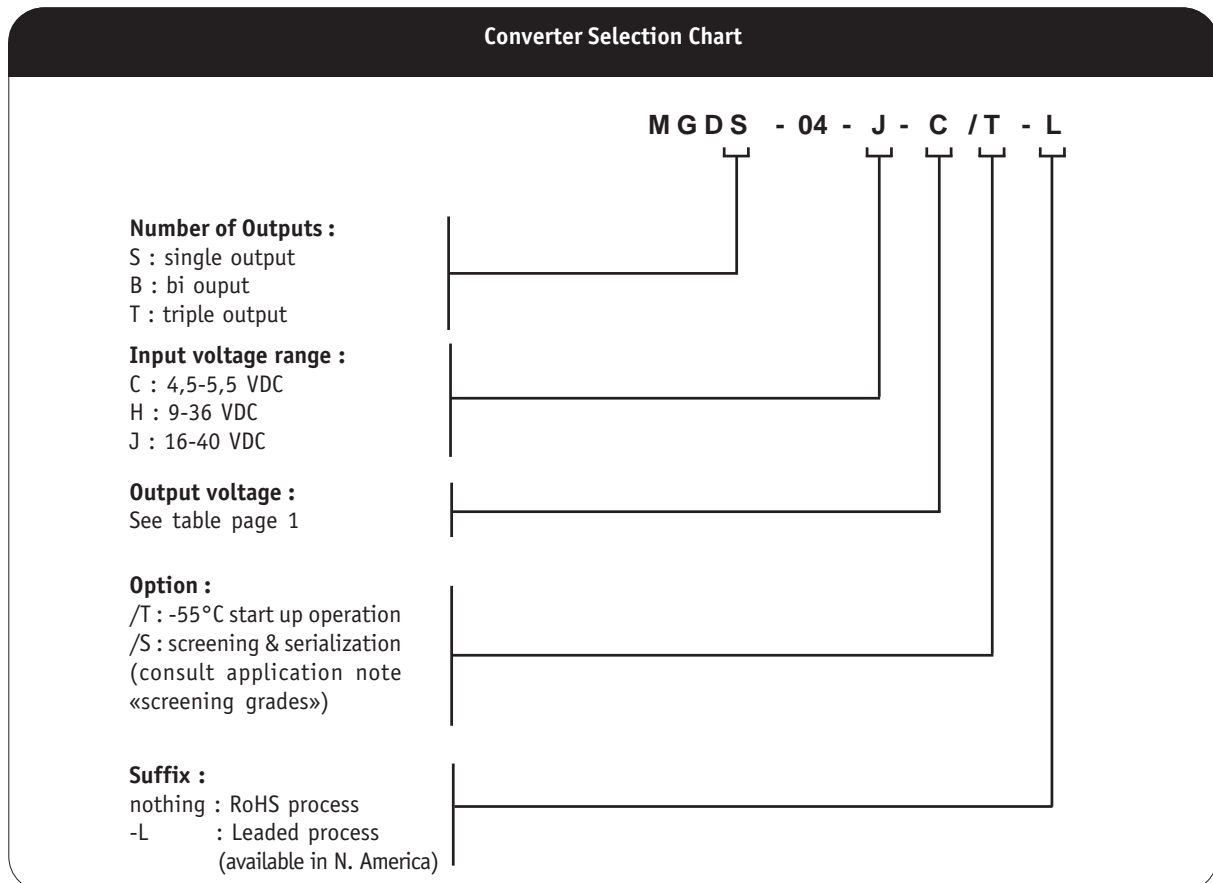 Converter Selection Chart
MGDS - 04 - J - C /T - L
Number of Outputs :
S : single output
B : bi ouput
T : triple output
Input voltage range :
C : 4,5-5,5 VDC
H : 9-36 VDC
J : 16-40 VDC
Output voltage :
See table page 1
Option :
/T : -55°C start up operation
/S : screening & serialization
(consult application note
«screening grades»)
Suffix :
nothing : RoHS process
-L : Leaded process
(available in N. America)